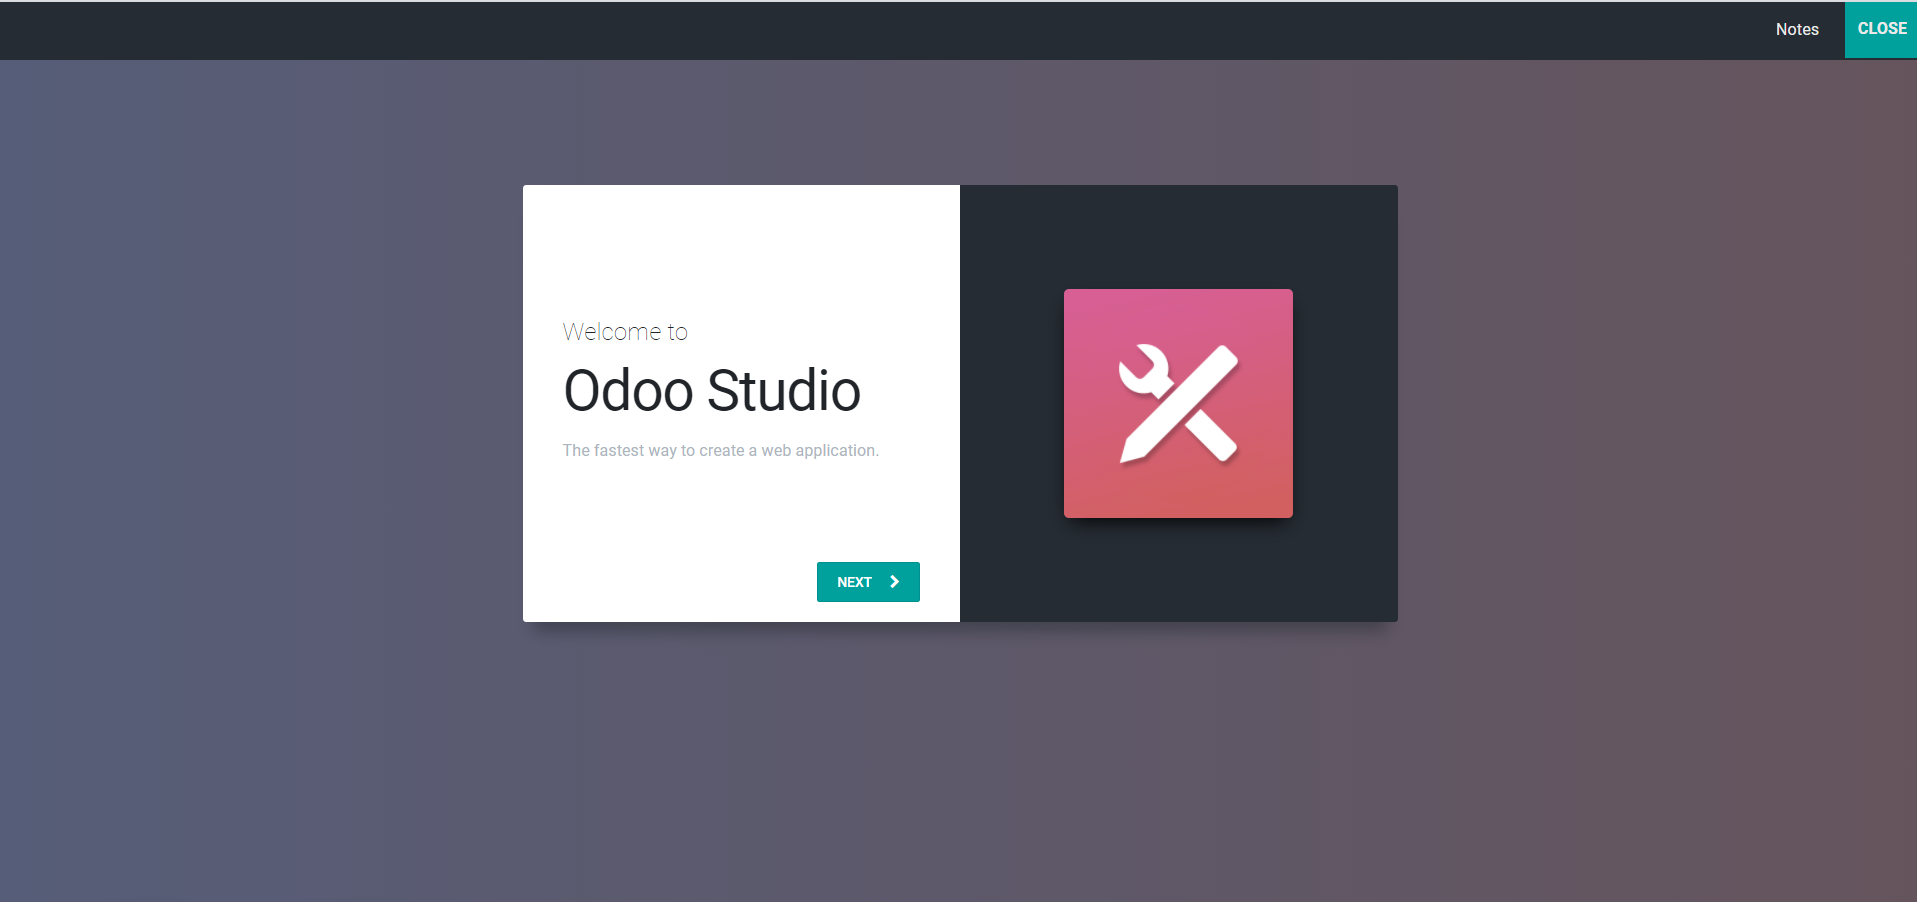 Notes
CLOSE
Welcome to
Odoo Studio
The fastest way to create a web application.
NEXT